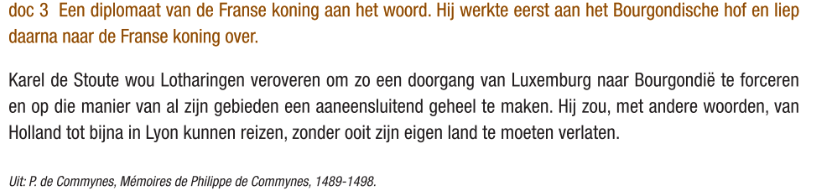 doc 3 Een diplomaat van de Franse koning aan het woord. Hij werkte eerst aan het Bourgondische hof en liep
daarna naar de Franse koning over.
Karel de Stoute wou Lotharingen veroveren om zo een doorgang van Luxemburg naar Bourgondië te forceren
en op die manier van al zijn gebieden een aaneensluitend geheel te maken. Hij zou, met andere woorden, van
Holland tot bijna in Lyon kunnen reizen, zonder ooit zijn eigen land te moeten verlaten.
Uit: P. de Commynes, Mémoires de Philippe de Commynes, 1489-1498.